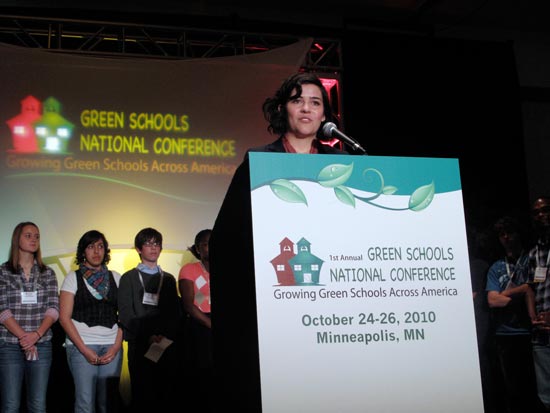 GREEN SCHOOLS
NATIONAL CONFERENCE
Growing Green Schools Across America
1st Annual GREEN SCHOOLS
NATIONAL CONFERENCE
Growing Green Schools Across America
October 24-26, 2010
Minneapolis, MN